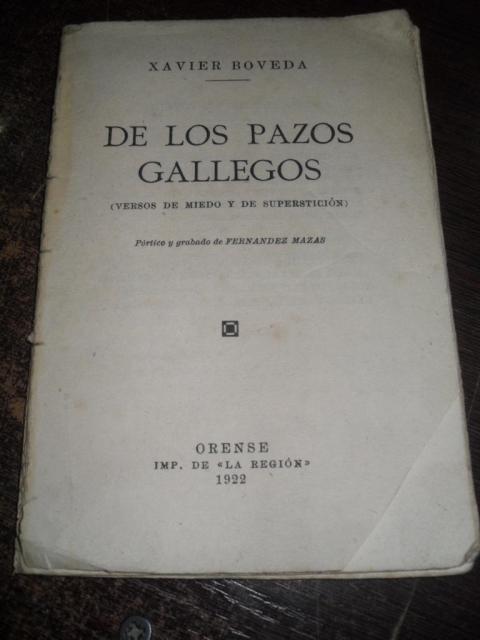 XAVIER BOVEDA
DE LOS PAZOS
GALLEGOS
(VERSOS DE MIEDO Y DE SUPERSTICIÓN)
Pórtico y grabado de FERNANDEZ MAZAS
ORENSE
IMP. DE «LA REGIÓN»
1922